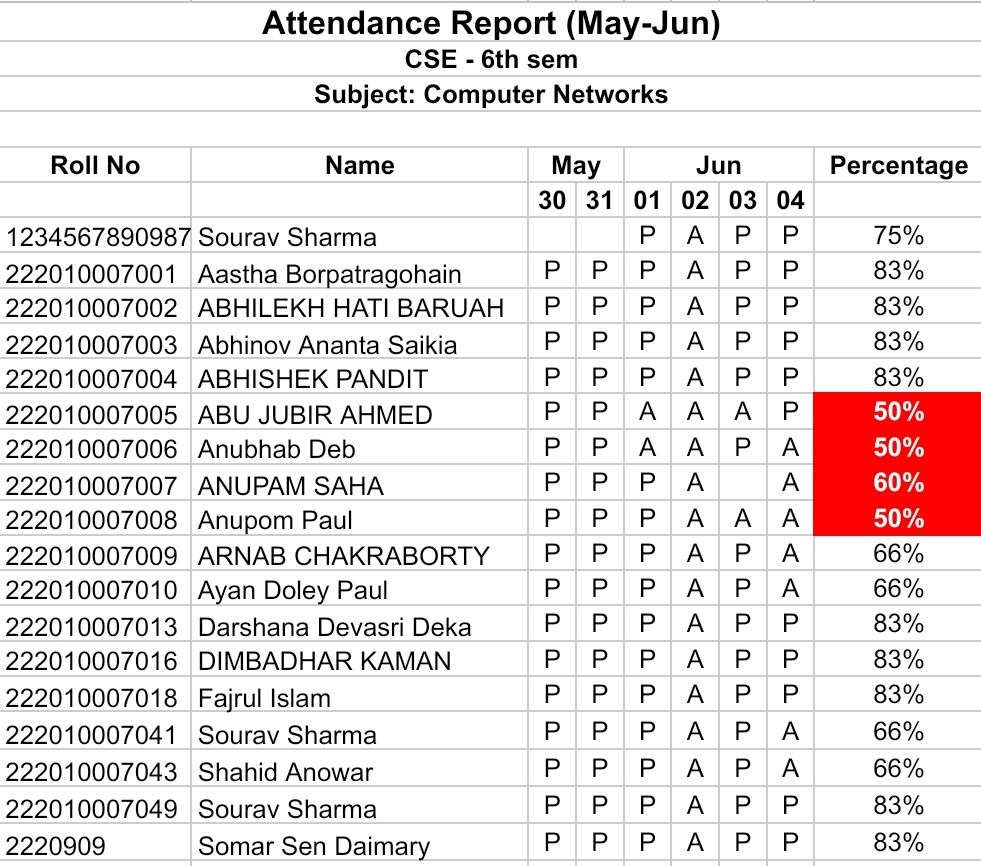 Attendance Report (May-Jun)
CSE - 6th sem
Subject: Computer Networks
Roll No Name May Jun Percentage
30 31 01 02 03 04
1234567890987 Sourav Sharma P A P P 75%
222010007001 Aastha Borpatragohain P P P A P P 83%
222010007002 ABHILEKH HATI BARUAH P P P A P P 83%
222010007003 Abhinov Ananta Saikia P P P A P P 83%
222010007004 ABHISHEK PANDIT P P P A P P 83%
222010007005 ABU JUBIR AHMED P P A A A P 50%
222010007006 Anubhab Deb P P A A P A 50%
222010007007 ANUPAM SAHA P P P A A 60%
222010007008 Anupom Paul P P P A A A 50%
222010007009 ARNAB CHAKRABORTY P P P A P A 66%
222010007010 Ayan Doley Paul P P P A P A 66%
222010007013 Darshana Devasri Deka P P P A P P 83%
222010007016 DIMBADHAR KAMAN P P P A P P 83%
222010007018 Fajrul Islam P P P A P P 83%
222010007041 Sourav Sharma P P P A P A 66%
222010007043 Shahid Anowar P P P A P A 66%
222010007049 Sourav Sharma P P P A P P 83%
2220909 Somar Sen Daimary P P P A P P 83%